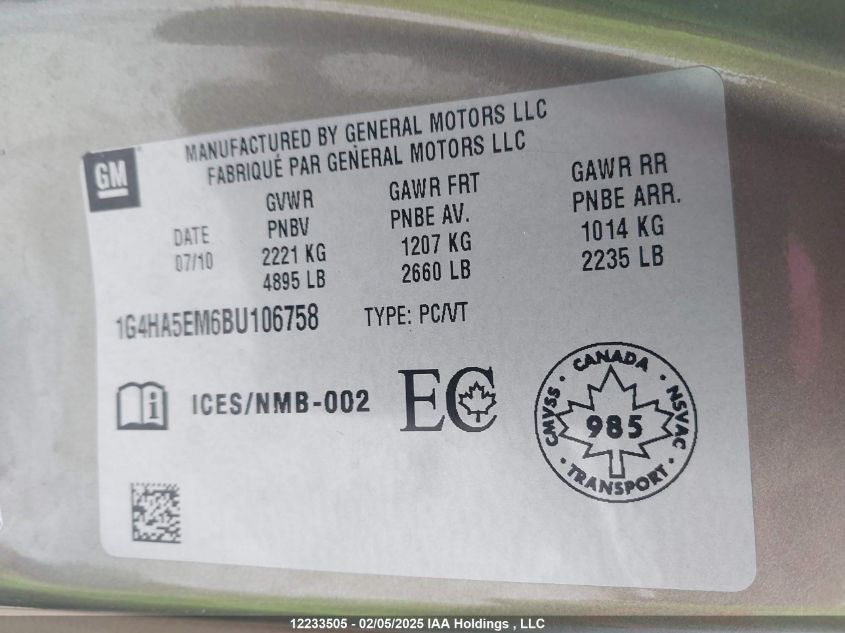 GM
MANUFACTURED BY GENERAL MOTORS LLC
FABRIQUÉ PAR GENERAL MOTORS LLC
DATE
07/10
GVWR
PNBV
2221 KG
4895 LB
GAWR FRT
PNBE AV.
1207 KG
2660 LB
GAWR RR
PNBE ARR.
1014 KG
2235 LB
1G4HA5EM6BU106758 TYPE: PC/VT
i ICES/NMB-002 EC
CMVSS · CANADA · NSVAC
985
· TRANSPORT ·
12233505 - 02/05/2025 IAA Holdings , LLC